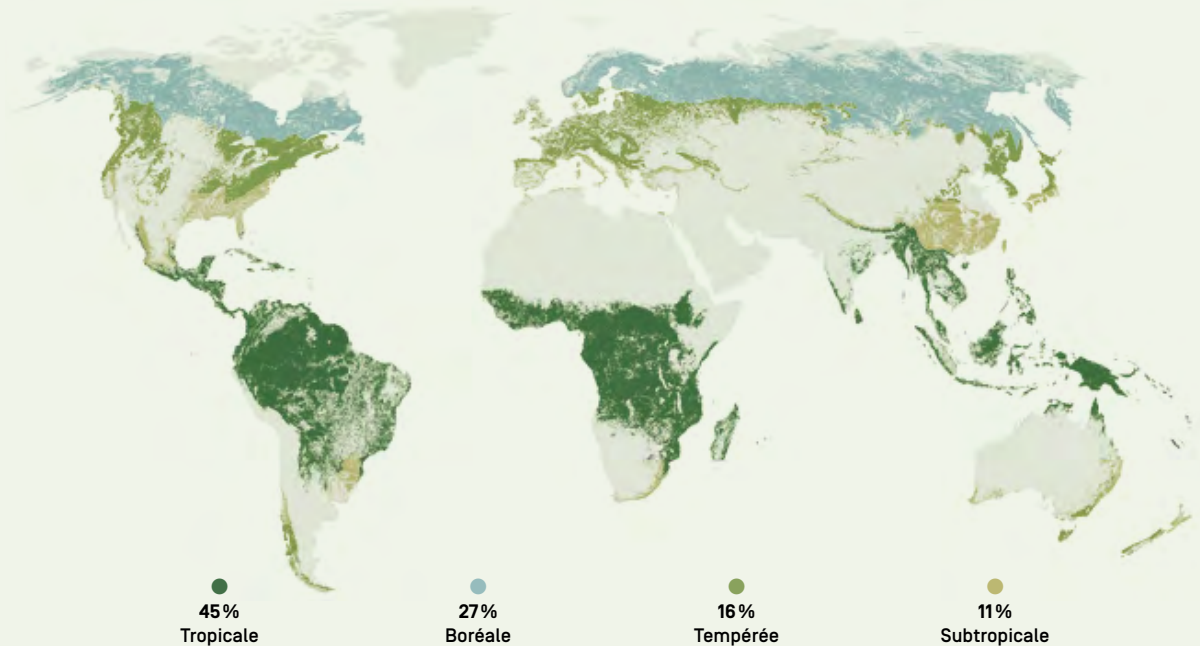 45 %
Tropicale
27 %
Boréale
16 %
Tempérée
11 %
Subtropicale